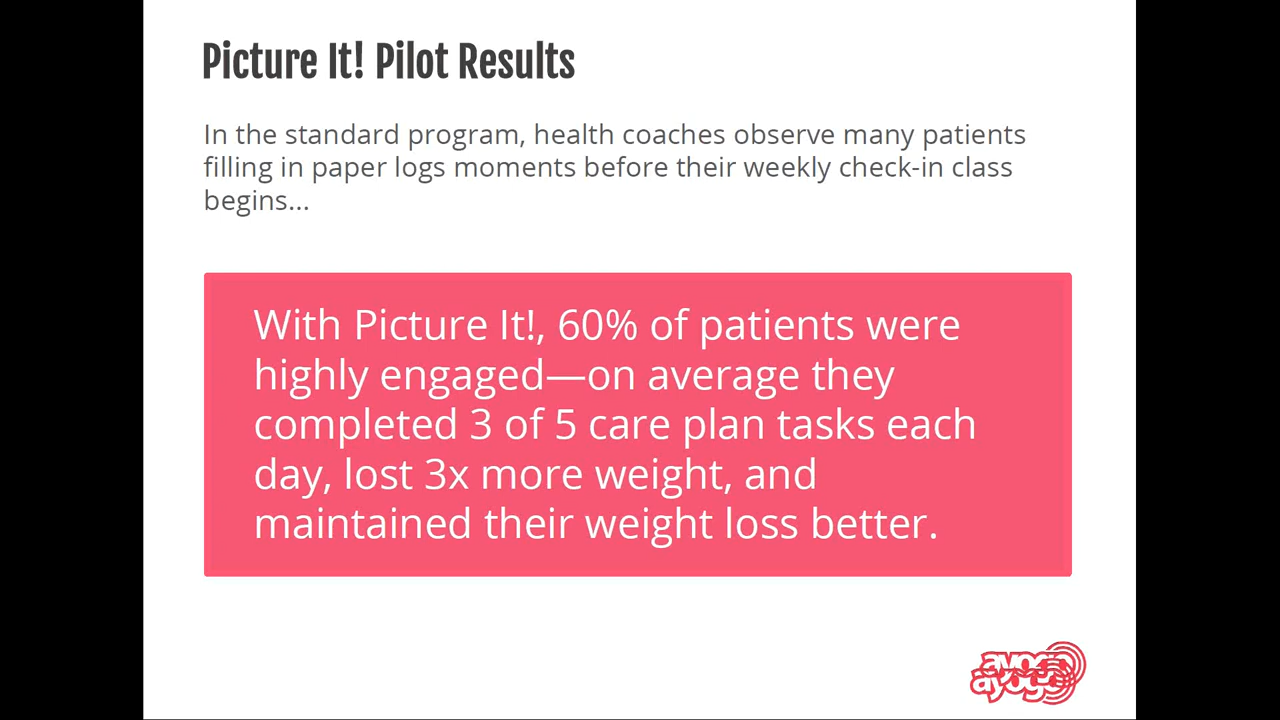 Picture It! Pilot Results
In the standard program, health coaches observe many patients
filling in paper logs moments before their weekly check-in class
begins...
With Picture It!, 60% of patients were
highly engaged—on average they
completed 3 of 5 care plan tasks each
day, lost 3x more weight, and
maintained their weight loss better.
ayogo
ayogo